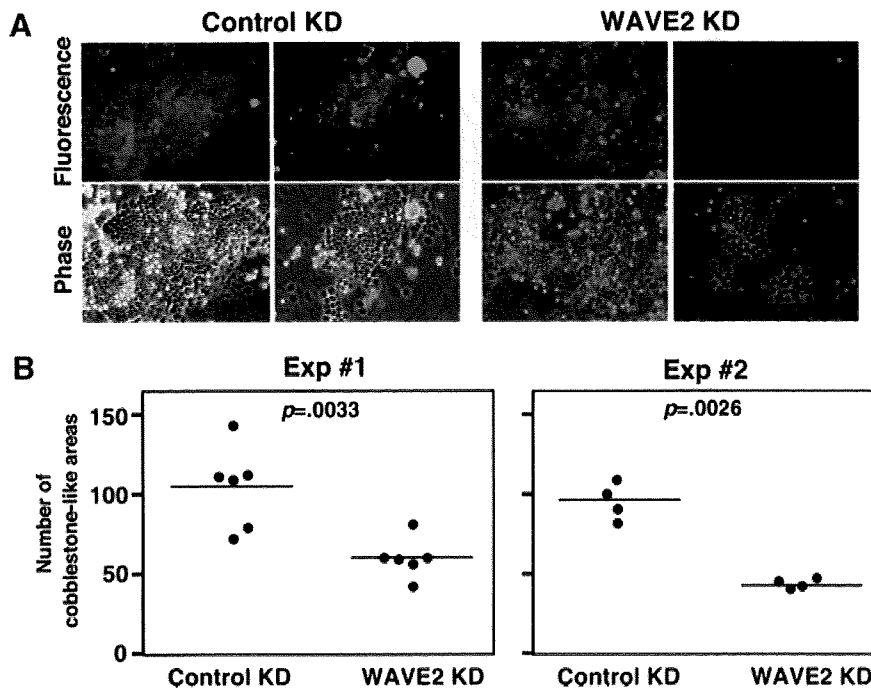 A
Control KD
WAVE2 KD
Fluorescence
Phase
B
Exp #1
Exp #2
Number of
cobblestone-like areas
150
100
50
0
p=.0033
p=.0026
Control KD
WAVE2 KD
Control KD
WAVE2 KD